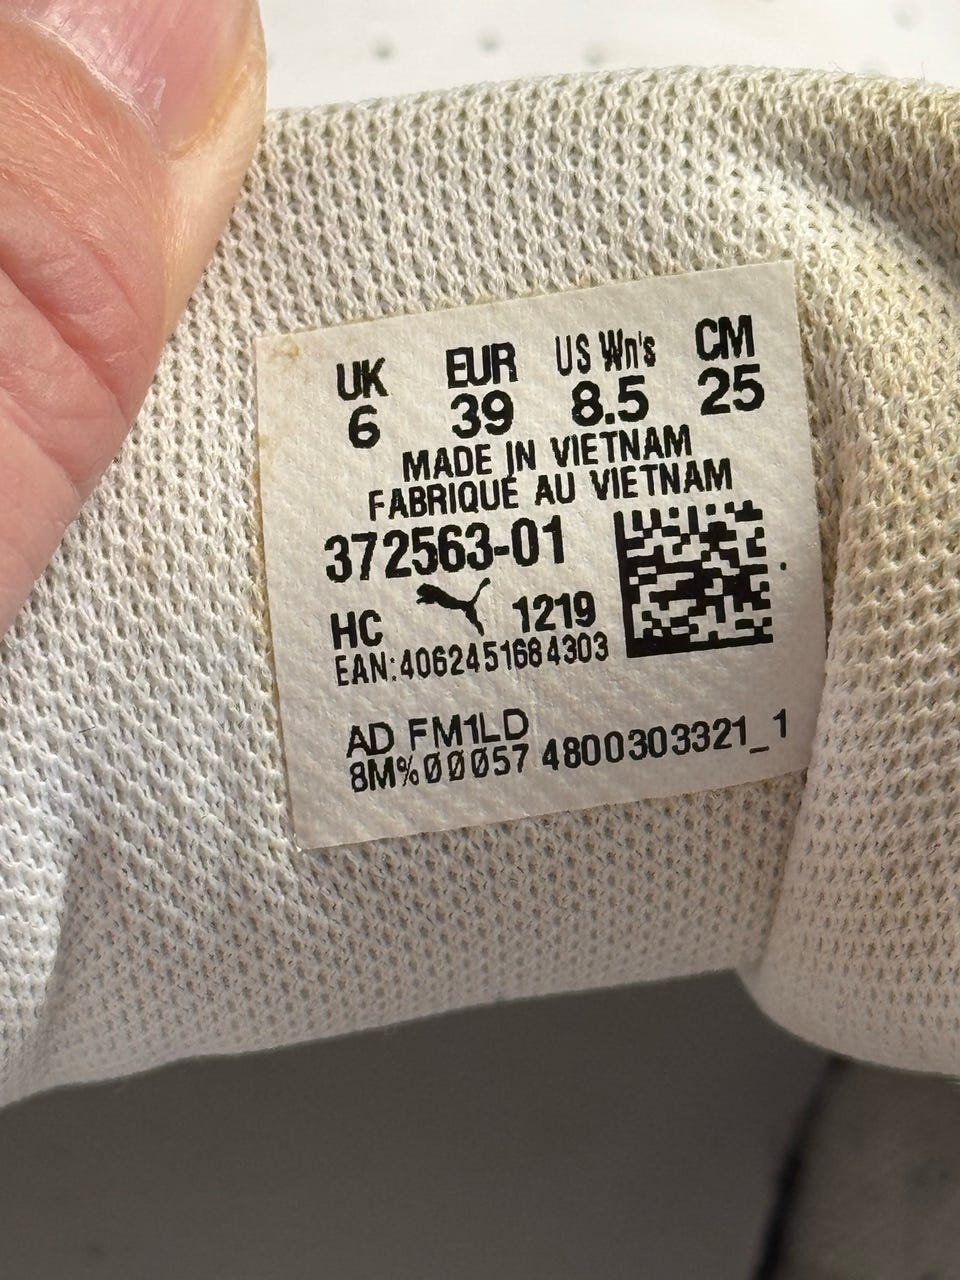 UK EUR US Wn's CM
6 39 8.5 25
MADE IN VIETNAM
FABRIQUE AU VIETNAM
372563-01
HC 1219
EAN:4062451684303
AD FM1LD
8M%00057 4800303321_1